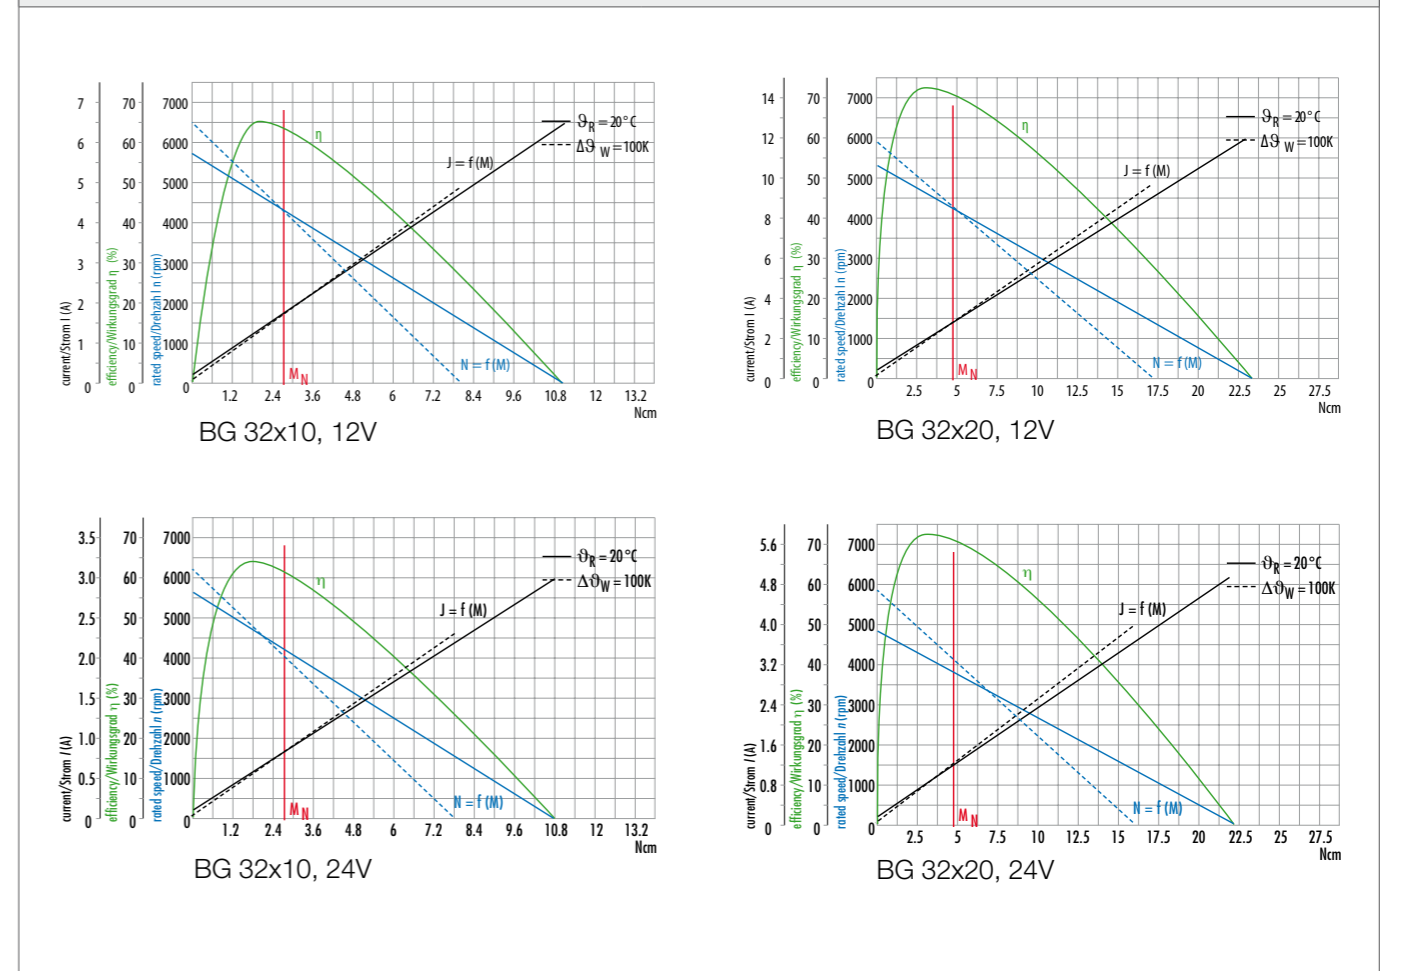 7 70 7000
6 60 6000
5 50 5000
4 40 4000
3 30 3000
2 20 2000
1 10 1000
0 0 0
current/Strom I (A)
efficiency/Wirkungsgrad η (%)
rated speed/Drehzahl n (rpm)
η
ϑR = 20°C
Δϑ W = 100K
J = f (M)
N = f (M)
MN
1.2 2.4 3.6 4.8 6 7.2 8.4 9.6 10.8 12 13.2
Ncm
BG 32x10, 12V
14 70 7000
12 60 6000
10 50 5000
8 40 4000
6 30 3000
4 20 2000
2 10 1000
0 0 0
current/Strom I (A)
efficiency/Wirkungsgrad η (%)
rated speed/Drehzahl n (rpm)
η
ϑR = 20°C
Δϑ W = 100K
J = f (M)
N = f (M)
MN
2.5 5 7.5 10 12.5 15 17.5 20 22.5 25 27.5
Ncm
BG 32x20, 12V
3.5 70 7000
3.0 60 6000
2.5 50 5000
2.0 40 4000
1.5 30 3000
1.0 20 2000
0.5 10 1000
0 0 0
current/Strom I (A)
efficiency/Wirkungsgrad η (%)
rated speed/Drehzahl n (rpm)
η
ϑR = 20°C
ΔϑW = 100K
J = f (M)
N = f (M)
MN
1.2 2.4 3.6 4.8 6 7.2 8.4 9.6 10.8 12 13.2
Ncm
BG 32x10, 24V
5.6 70 7000
4.8 60 6000
4.0 50 5000
3.2 40 4000
2.4 30 3000
1.6 20 2000
0.8 10 1000
0 0 0
current/Strom I (A)
efficiency/Wirkungsgrad η (%)
rated speed/Drehzahl n (rpm)
η
ϑR = 20°C
ΔϑW = 100K
J = f (M)
N = f (M)
MN
2.5 5 7.5 10 12.5 15 17.5 20 22.5 25 27.5
Ncm
BG 32x20, 24V